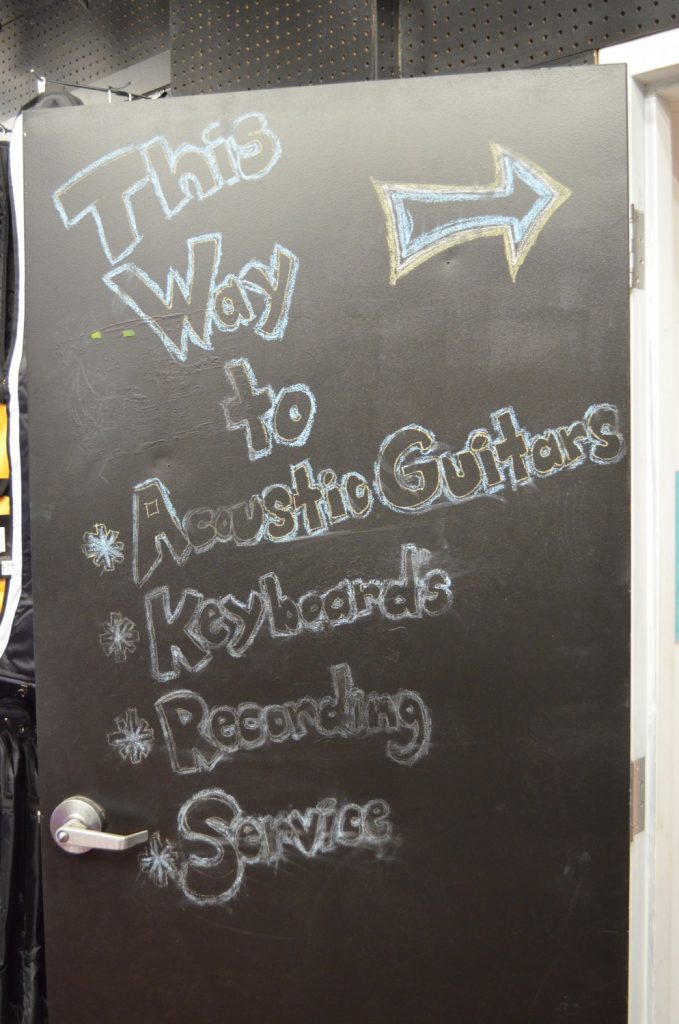 This
Way
to
* Acoustic Guitars
* Keyboards
* Recording
* Service